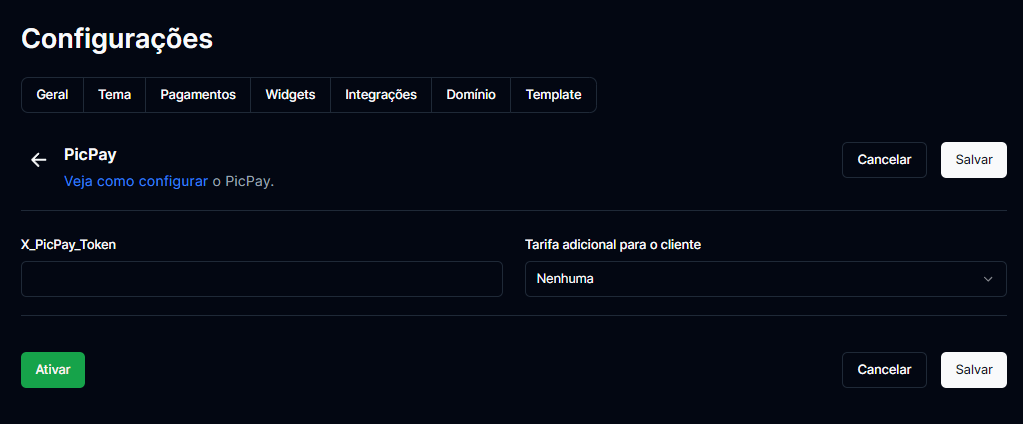 Configurações
Geral Tema Pagamentos Widgets Integrações Domínio Template
PicPay
Veja como configurar o PicPay.
Cancelar Salvar
X_PicPay_Token Tarifa adicional para o cliente
Nenhuma
Ativar Cancelar Salvar